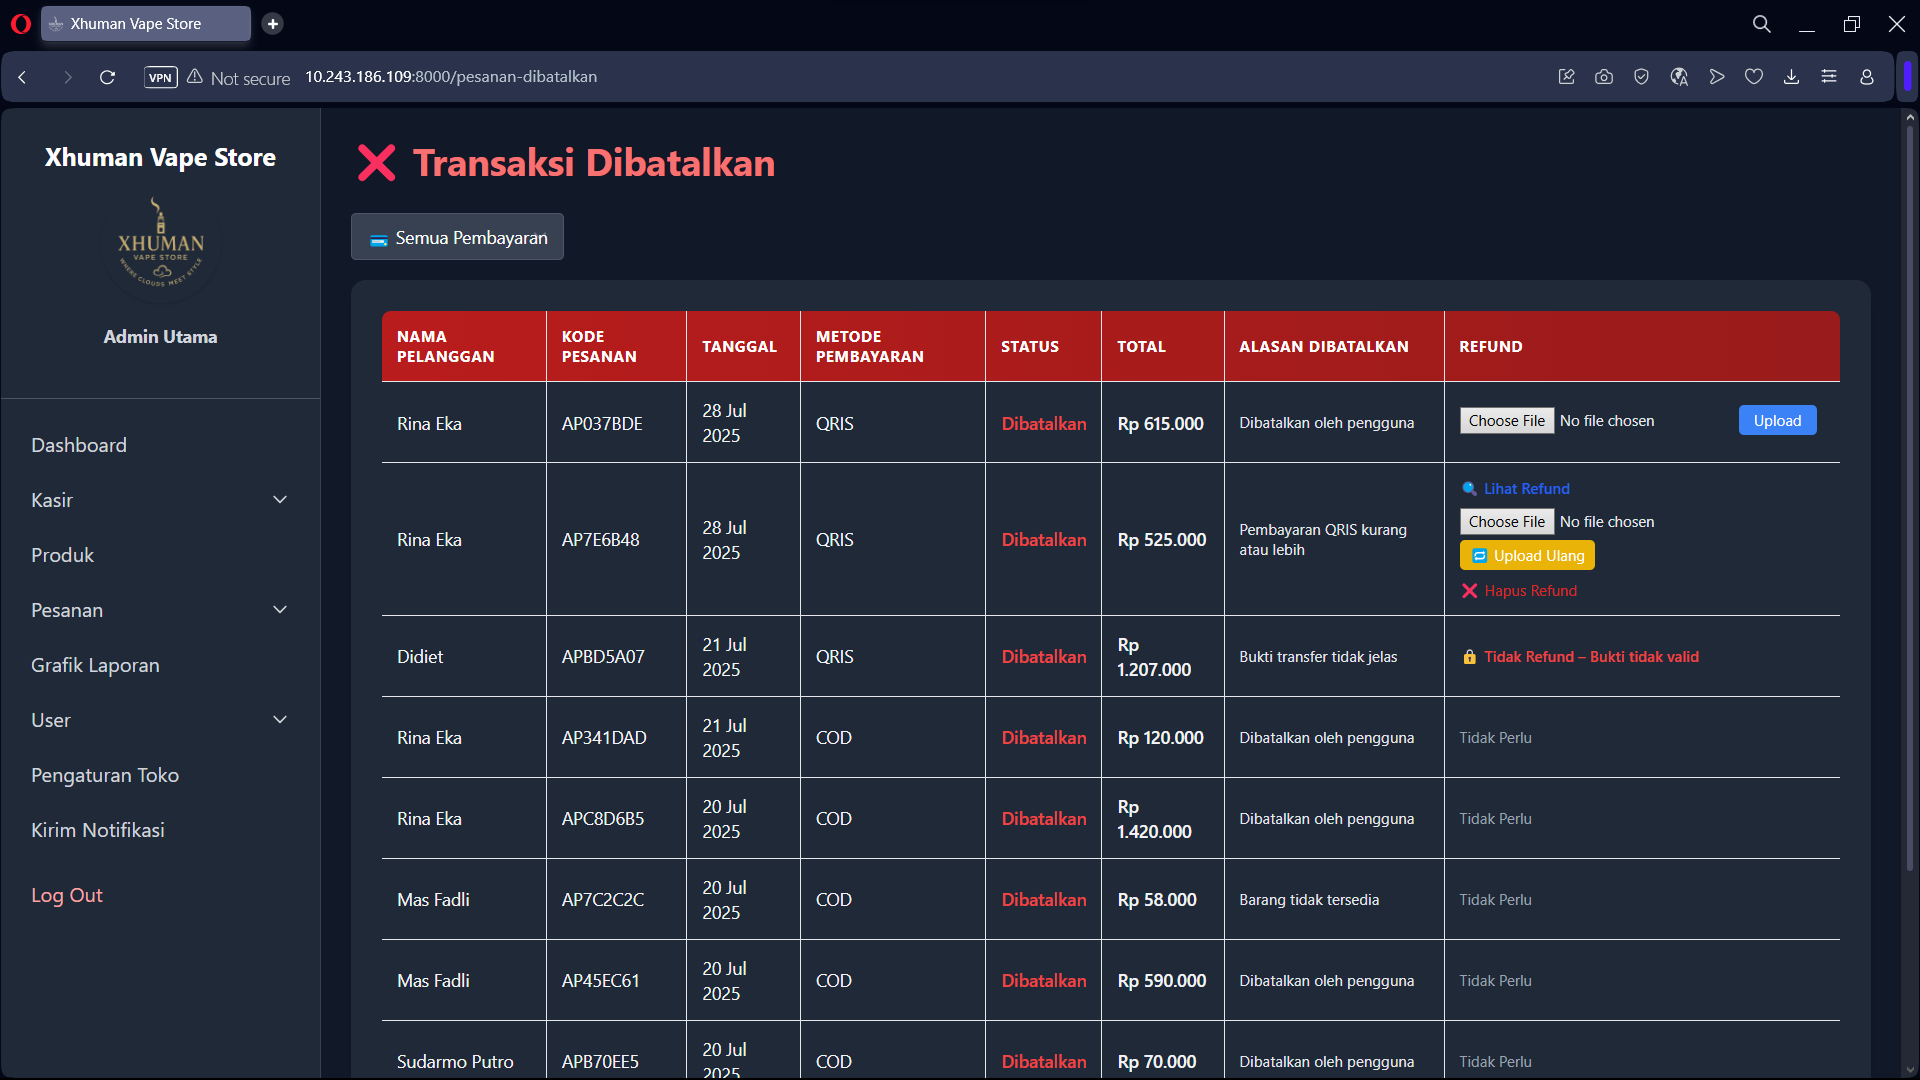 Xhuman Vape Store
VPN
Not secure
10.243.186.109:8000/pesanan-dibatalkan
Xhuman Vape Store
XHUMAN
VAPE STORE
WHERE CLOUDS MEET STYLE
Admin Utama
Dashboard
Kasir
Produk
Pesanan
Grafik Laporan
User
Pengaturan Toko
Kirim Notifikasi
Log Out
Transaksi Dibatalkan
Semua Pembayaran
NAMA PELANGGAN
KODE PESANAN
TANGGAL
METODE PEMBAYARAN
STATUS
TOTAL
ALASAN DIBATALKAN
REFUND
Rina Eka
AP037BDE
28 Jul 2025
QRIS
Dibatalkan
Rp 615.000
Dibatalkan oleh pengguna
Choose File No file chosen
Upload
Rina Eka
AP7E6B48
28 Jul 2025
QRIS
Dibatalkan
Rp 525.000
Pembayaran QRIS kurang atau lebih
Lihat Refund
Choose File No file chosen
Upload Ulang
Hapus Refund
Didiet
APBD5A07
21 Jul 2025
QRIS
Dibatalkan
Rp 1.207.000
Bukti transfer tidak jelas
Tidak Refund – Bukti tidak valid
Rina Eka
AP341DAD
21 Jul 2025
COD
Dibatalkan
Rp 120.000
Dibatalkan oleh pengguna
Tidak Perlu
Rina Eka
APC8D6B5
20 Jul 2025
COD
Dibatalkan
Rp 1.420.000
Dibatalkan oleh pengguna
Tidak Perlu
Mas Fadli
AP7C2C2C
20 Jul 2025
COD
Dibatalkan
Rp 58.000
Barang tidak tersedia
Tidak Perlu
Mas Fadli
AP45EC61
20 Jul 2025
COD
Dibatalkan
Rp 590.000
Dibatalkan oleh pengguna
Tidak Perlu
Sudarmo Putro
APB70EE5
20 Jul 2025
COD
Dibatalkan
Rp 70.000
Dibatalkan oleh pengguna
Tidak Perlu